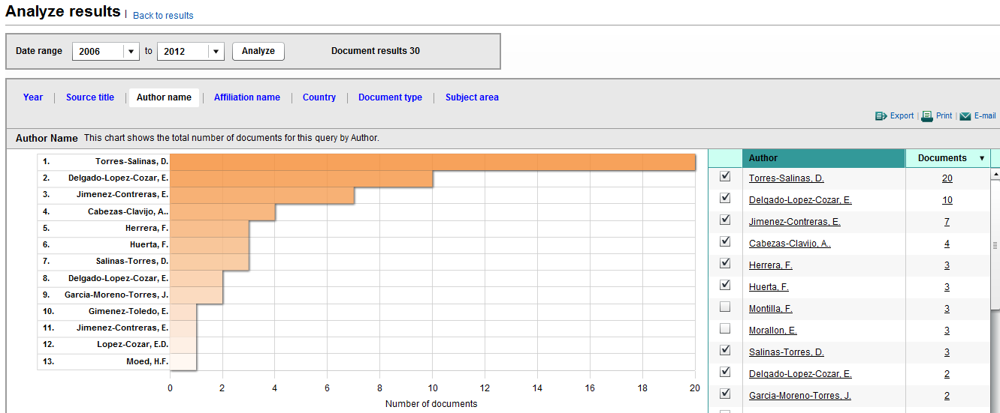 Analyze results | Back to results
Date range 2006 to 2012 Analyze Document results 30
Year | Source title | Author name | Affiliation name | Country | Document type | Subject area
Export | Print | E-mail
Author Name This chart shows the total number of documents for this query by Author.
1. Torres-Salinas, D.
2. Delgado-Lopez-Cozar, E.
3. Jimenez-Contreras, E.
4. Cabezas-Clavijo, A..
5. Herrera, F.
6. Huerta, F.
7. Salinas-Torres, D.
8. Delgado-Lopez-Cozar, E.
9. Garcia-Moreno-Torres, J.
10. Gimenez-Toledo, E.
11. Jimenez-Contreras, E.
12. Lopez-Cozar, E.D.
13. Moed, H.F.
0 2 4 6 8 10 12 14 16 18 20
Number of documents
Author Documents
Torres-Salinas, D. 20
Delgado-Lopez-Cozar, E. 10
Jimenez-Contreras, E. 7
Cabezas-Clavijo, A.. 4
Herrera, F. 3
Huerta, F. 3
Montilla, F. 3
Morallon, E. 3
Salinas-Torres, D. 3
Delgado-Lopez-Cozar, E. 2
Garcia-Moreno-Torres, J. 2